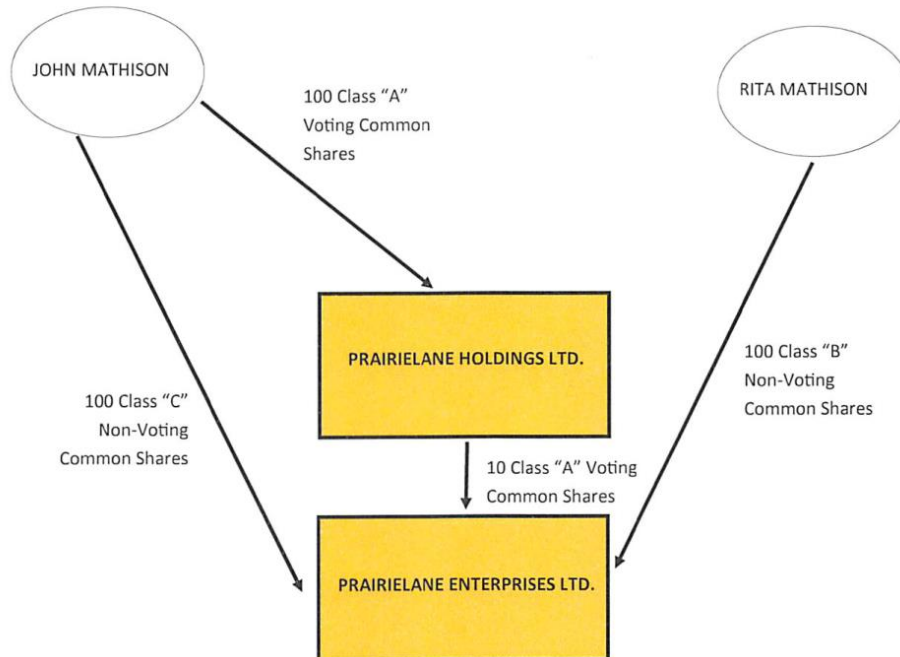 JOHN MATHISON
RITA MATHISON
100 Class “A”
Voting Common
Shares
PRAIRIELANE HOLDINGS LTD.
100 Class “B”
Non-Voting
Common Shares
100 Class “C”
Non-Voting
Common Shares
10 Class “A” Voting
Common Shares
PRAIRIELANE ENTERPRISES LTD.